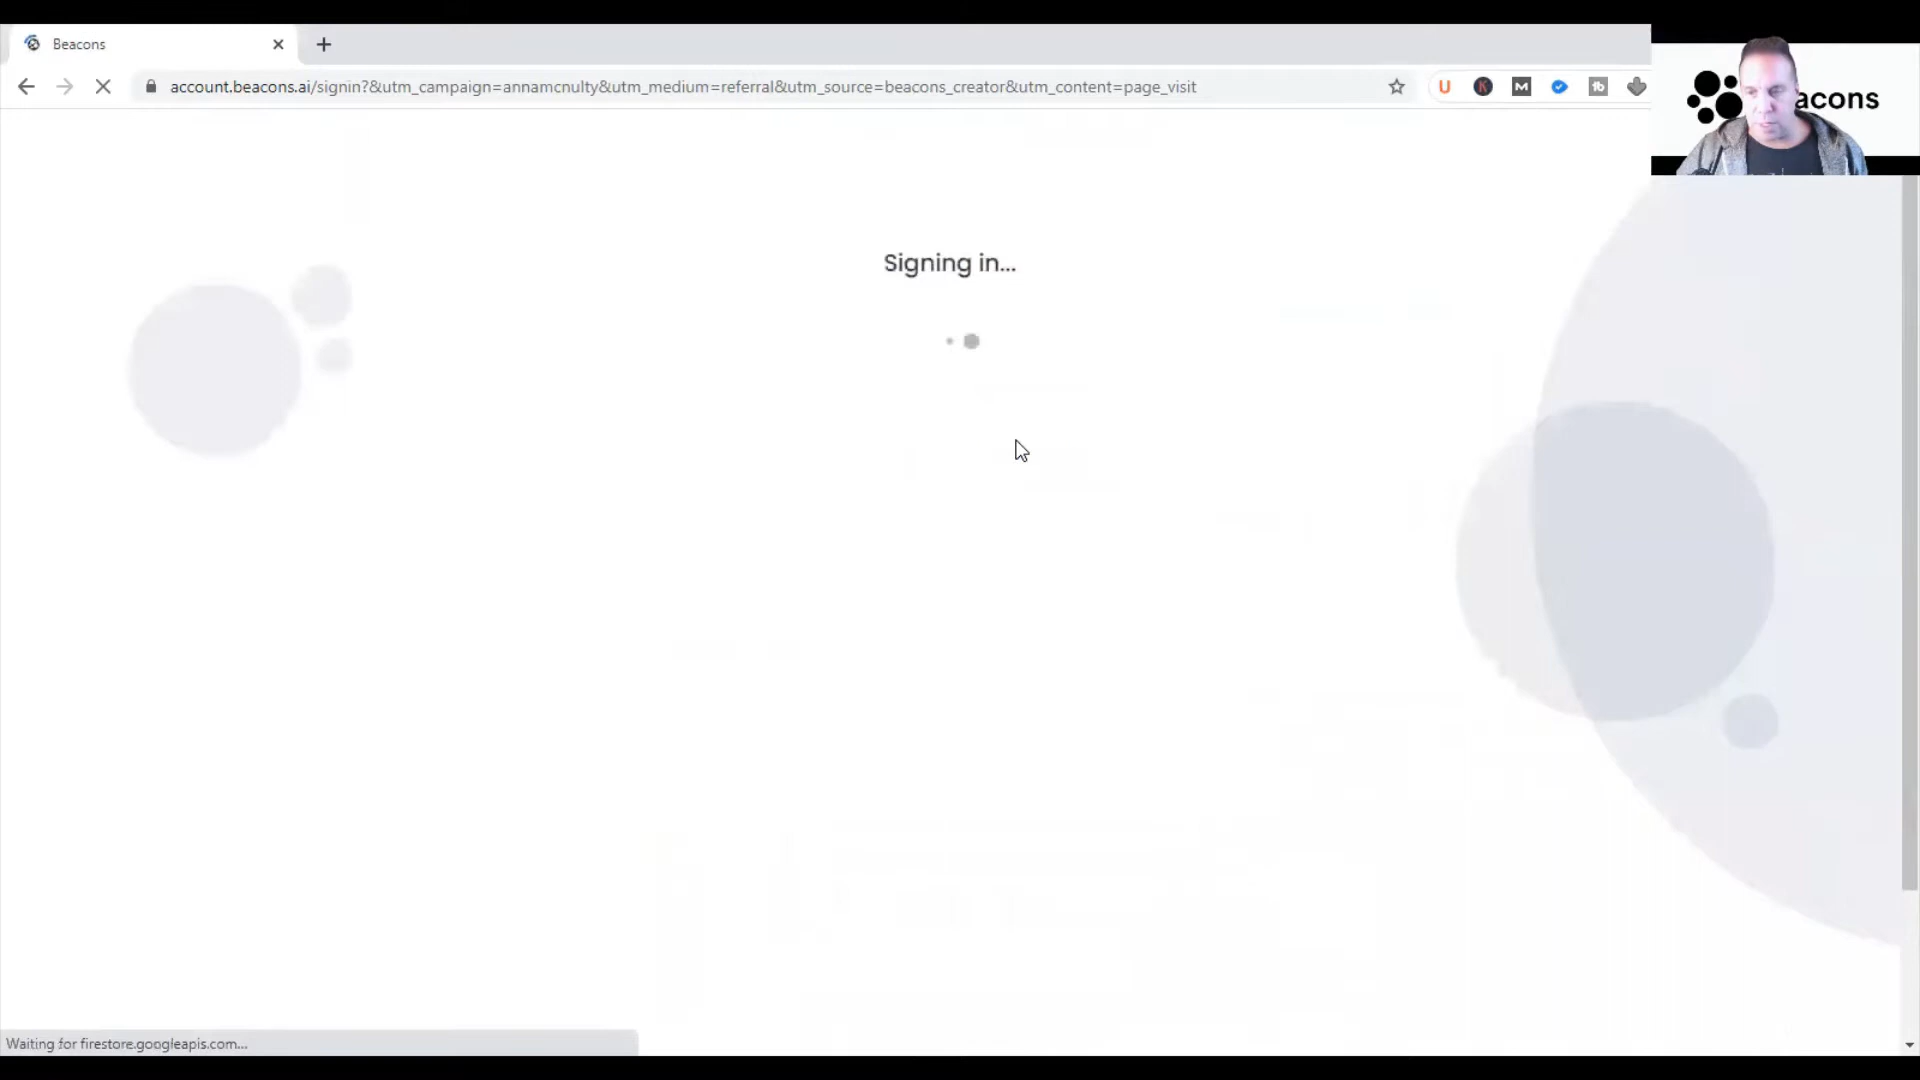 Beacons
account.beacons.ai/signin?&utm_campaign=annamcnulty&utm_medium=referral&utm_source=beacons_creator&utm_content=page_visit
U
K
M
tb
acons
Signing in...
Waiting for firestore.googleapis.com...